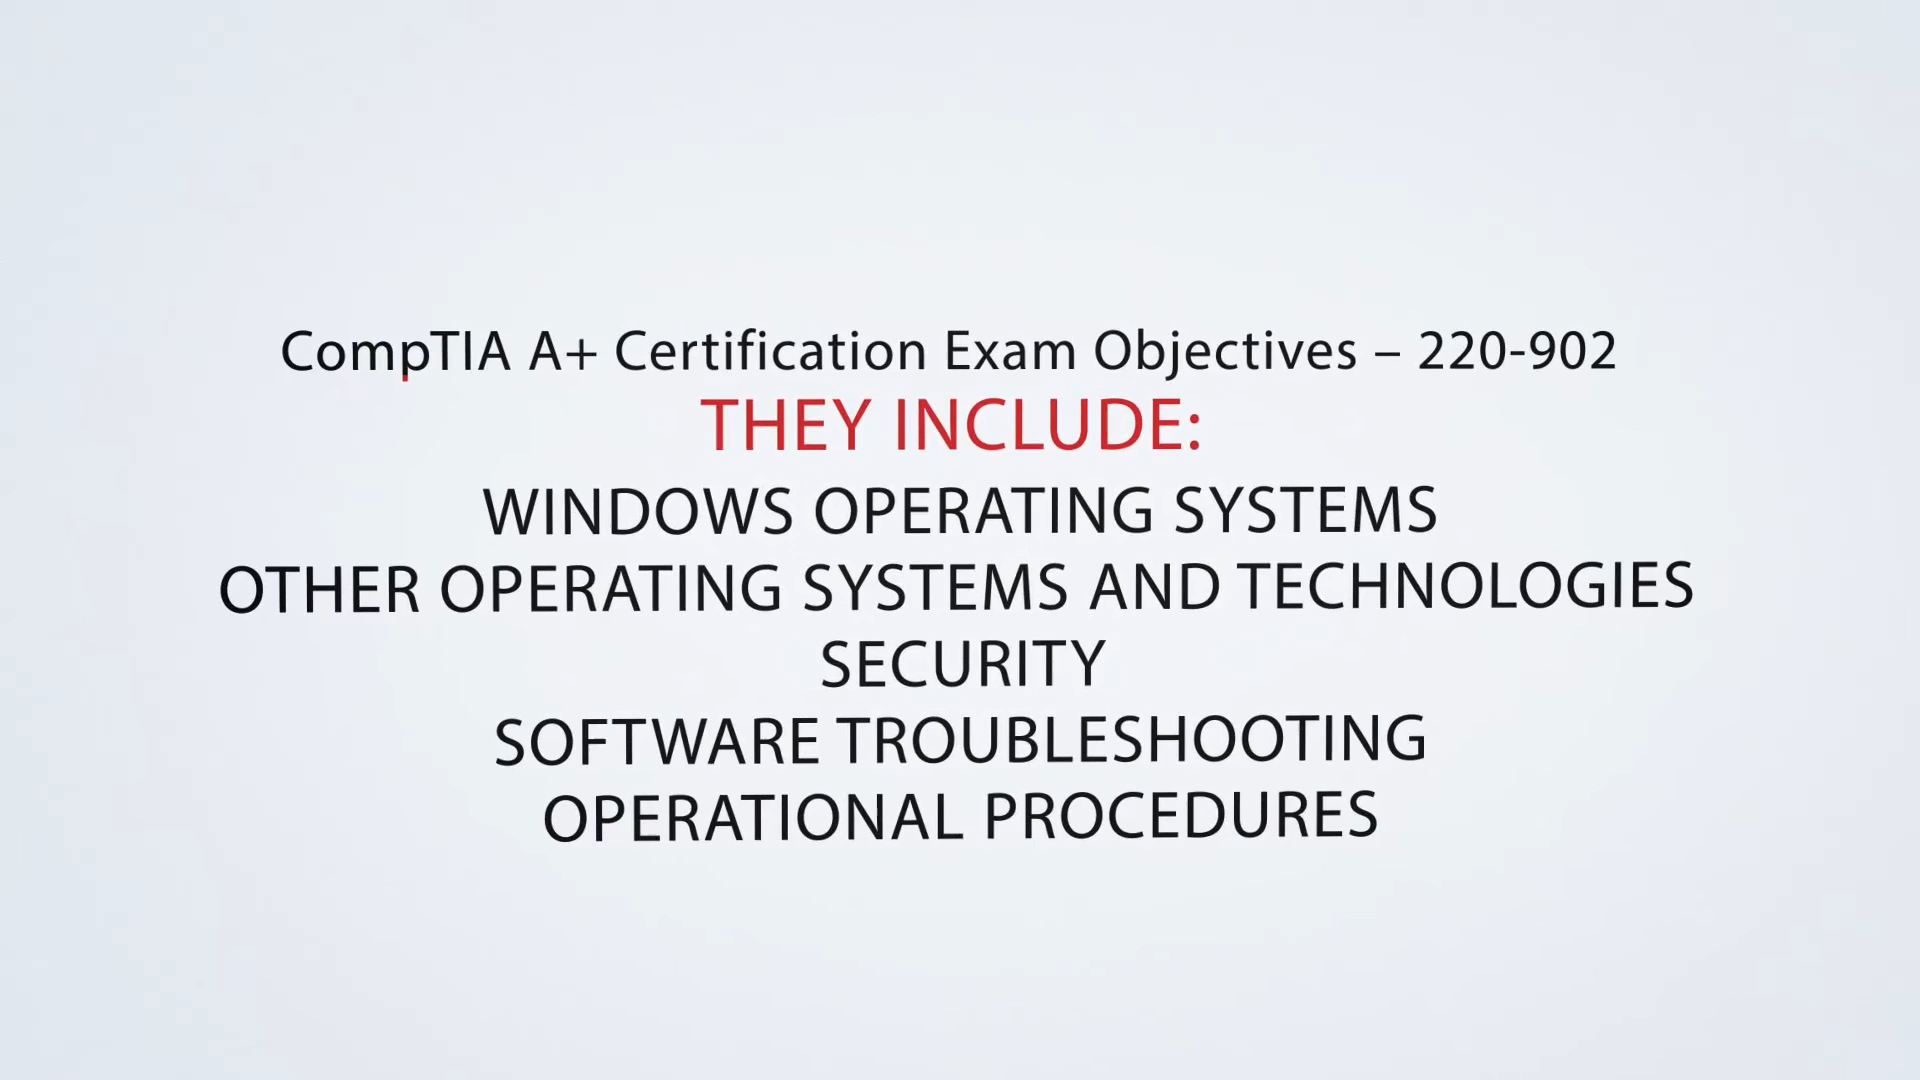 CompTIA A+ Certification Exam Objectives – 220-902
THEY INCLUDE:
WINDOWS OPERATING SYSTEMS
OTHER OPERATING SYSTEMS AND TECHNOLOGIES
SECURITY
SOFTWARE TROUBLESHOOTING
OPERATIONAL PROCEDURES